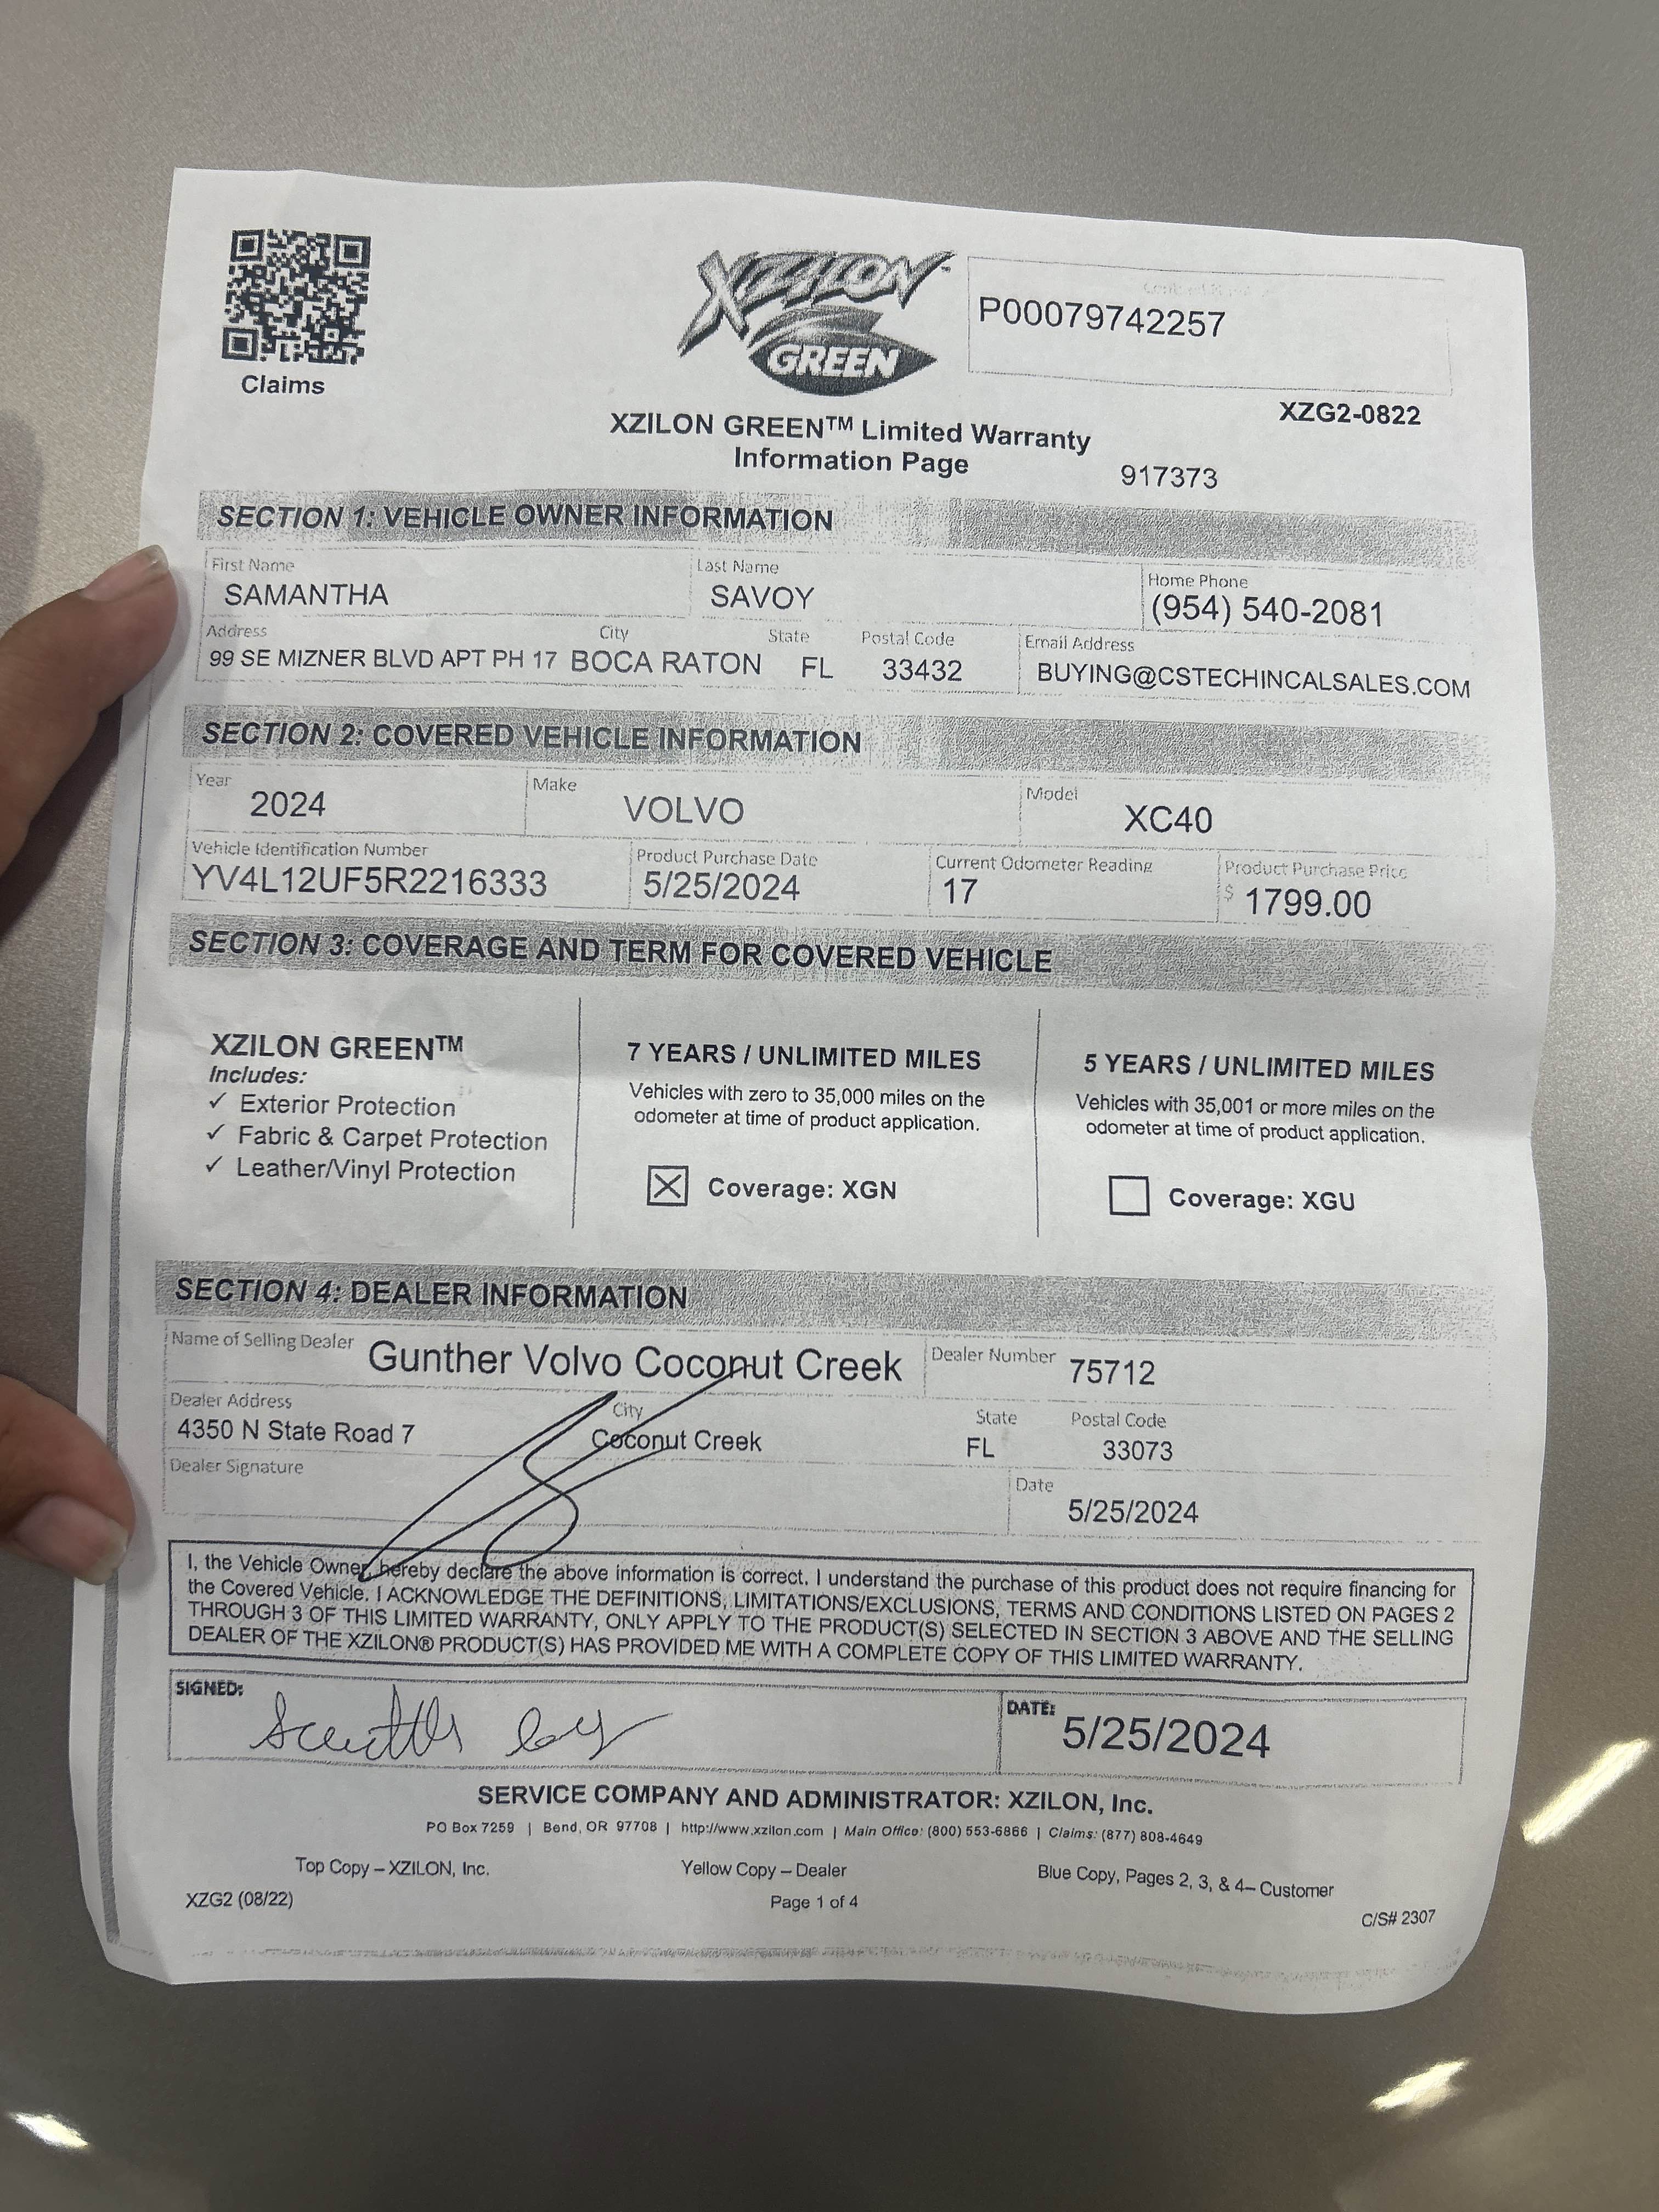 XZILON™
GREEN
P00079742257
Claims
XZG2-0822
XZILON GREEN™ Limited Warranty
Information Page
917373
SECTION 1: VEHICLE OWNER INFORMATION
First Name
Last Name
Home Phone
SAMANTHA
SAVOY
(954) 540-2081
Address
City
State
Postal Code
Email Address
99 SE MIZNER BLVD APT PH 17
BOCA RATON
FL
33432
BUYING@CSTECHINCALSALES.COM
SECTION 2: COVERED VEHICLE INFORMATION
Year
Make
Model
2024
VOLVO
XC40
Vehicle Identification Number
Product Purchase Date
Current Odometer Reading
Product Purchase Price
YV4L12UF5R2216333
5/25/2024
17
$ 1799.00
SECTION 3: COVERAGE AND TERM FOR COVERED VEHICLE
XZILON GREEN™
Includes:
✓ Exterior Protection
✓ Fabric & Carpet Protection
✓ Leather/Vinyl Protection
7 YEARS / UNLIMITED MILES
Vehicles with zero to 35,000 miles on the
odometer at time of product application.
☒ Coverage: XGN
5 YEARS / UNLIMITED MILES
Vehicles with 35,001 or more miles on the
odometer at time of product application.
☐ Coverage: XGU
SECTION 4: DEALER INFORMATION
Name of Selling Dealer
Gunther Volvo Coconut Creek
Dealer Number
75712
Dealer Address
City
State
Postal Code
4350 N State Road 7
Coconut Creek
FL
33073
Dealer Signature
Date
5/25/2024
I, the Vehicle Owner, hereby declare the above information is correct. I understand the purchase of this product does not require financing for
the Covered Vehicle. I ACKNOWLEDGE THE DEFINITIONS, LIMITATIONS/EXCLUSIONS, TERMS AND CONDITIONS LISTED ON PAGES 2
THROUGH 3 OF THIS LIMITED WARRANTY, ONLY APPLY TO THE PRODUCT(S) SELECTED IN SECTION 3 ABOVE AND THE SELLING
DEALER OF THE XZILON® PRODUCT(S) HAS PROVIDED ME WITH A COMPLETE COPY OF THIS LIMITED WARRANTY.
SIGNED:
DATE:
5/25/2024
SERVICE COMPANY AND ADMINISTRATOR: XZILON, Inc.
PO Box 7259 | Bend, OR 97708 | http://www.xzilon.com | Main Office: (800) 553-6866 | Claims: (877) 808-4649
Top Copy – XZILON, Inc.
Yellow Copy – Dealer
Blue Copy, Pages 2, 3, & 4– Customer
XZG2 (08/22)
Page 1 of 4
C/S# 2307